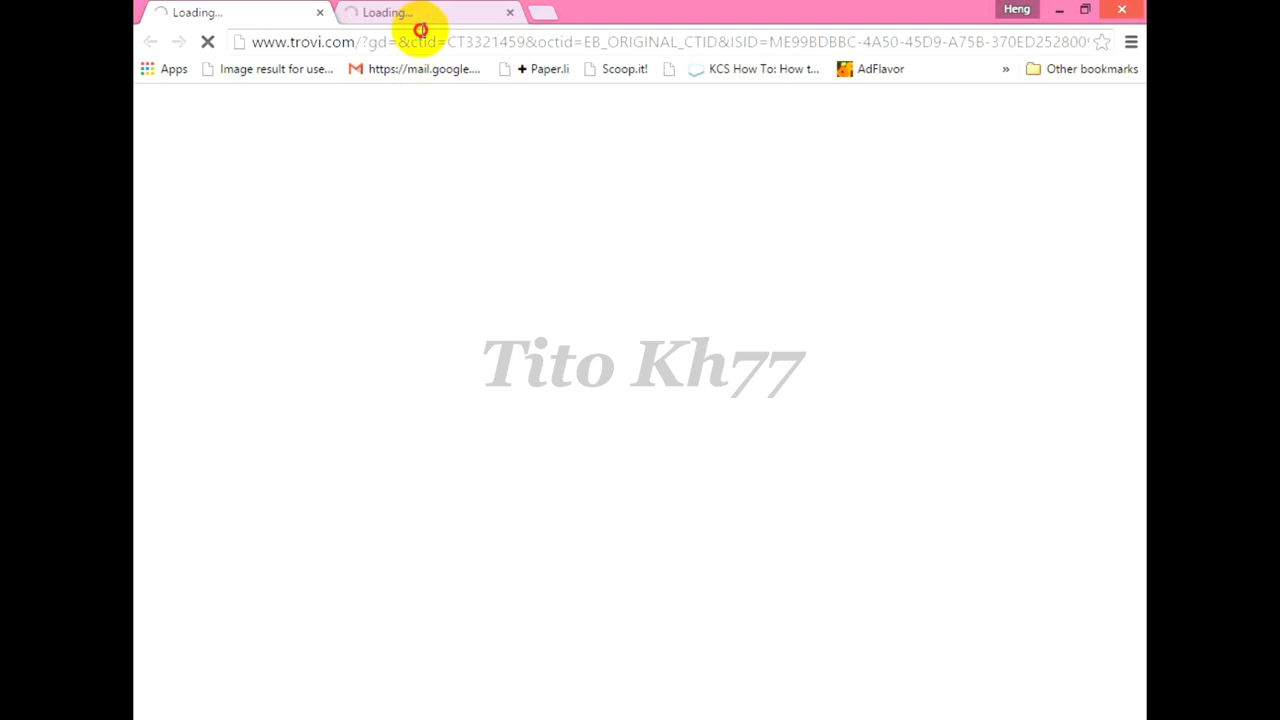 Loading... Loading... Heng
www.trovi.com/?gd=&ctid=CT3321459&octid=EB_ORIGINAL_CTID&ISID=ME99BDBBC-4A50-45D9-A75B-370ED252800
Apps Image result for use... https://mail.google.... + Paper.li Scoop.it! KCS How To: How t... AdFlavor » Other bookmarks
Tito Kh77